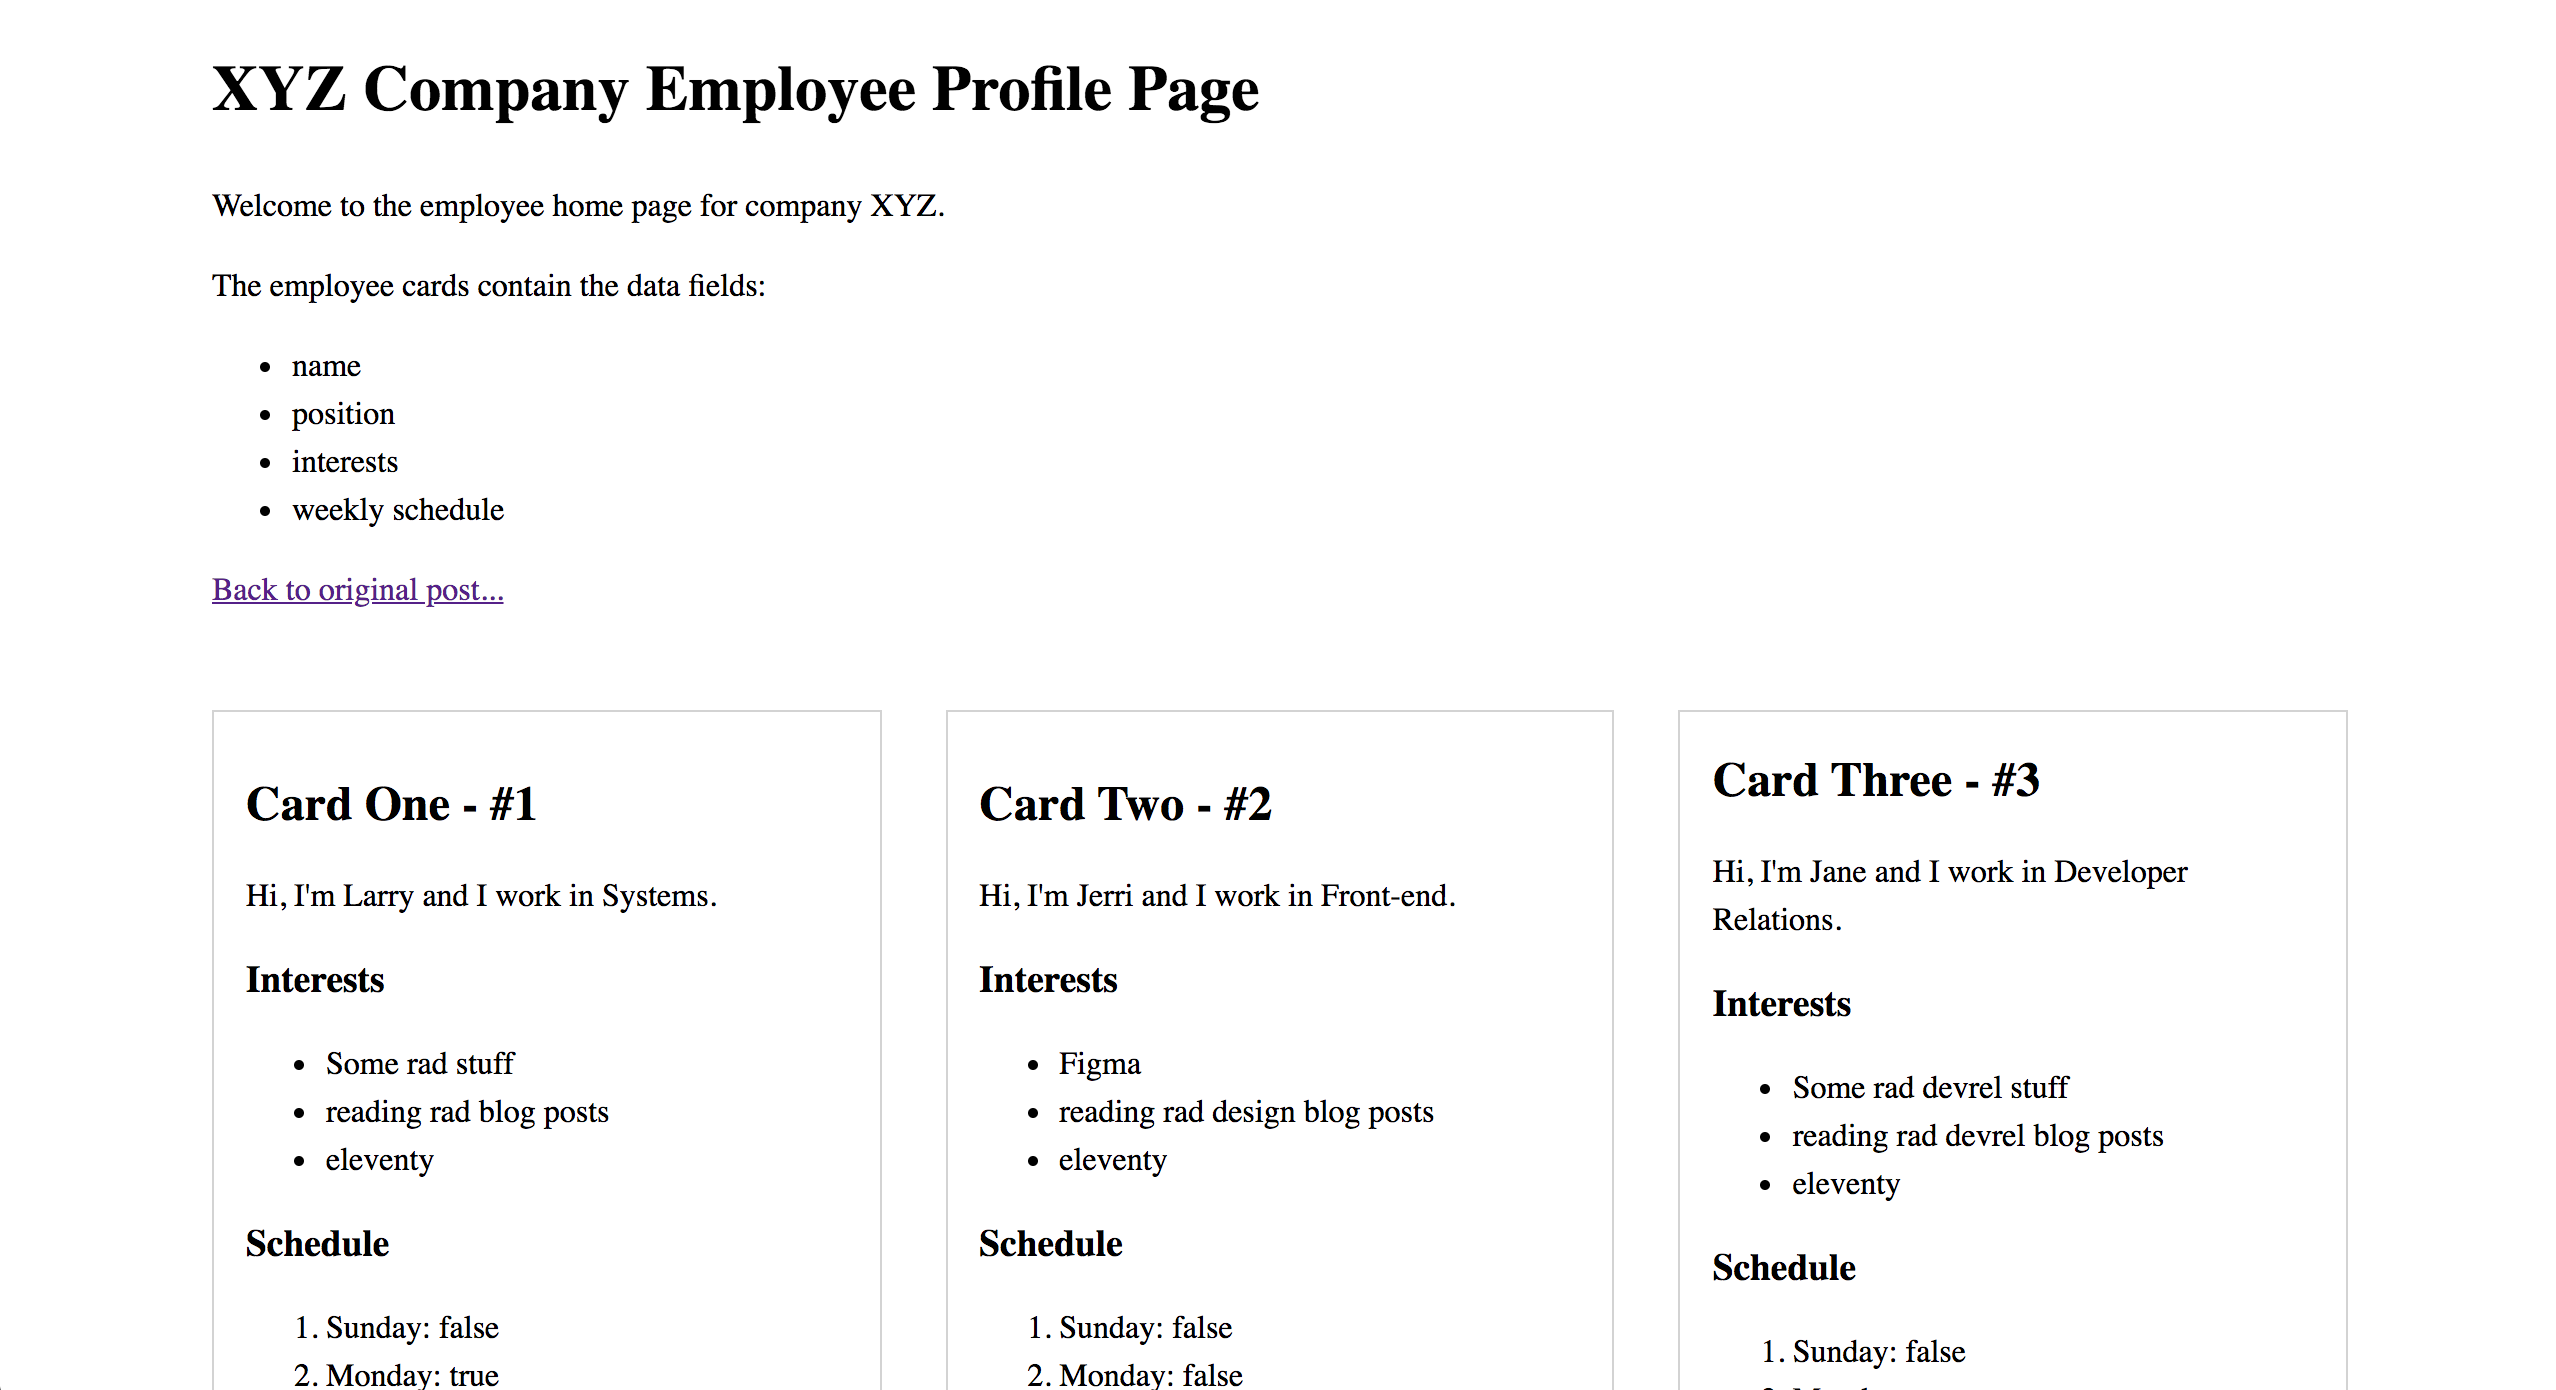 XYZ Company Employee Profile Page
Welcome to the employee home page for company XYZ.
The employee cards contain the data fields:
• name
• position
• interests
• weekly schedule
Back to original post...
Card One - #1
Hi, I'm Larry and I work in Systems.
Interests
• Some rad stuff
• reading rad blog posts
• eleventy
Schedule
1. Sunday: false
2. Monday: true
Card Two - #2
Hi, I'm Jerri and I work in Front-end.
Interests
• Figma
• reading rad design blog posts
• eleventy
Schedule
1. Sunday: false
2. Monday: false
Card Three - #3
Hi, I'm Jane and I work in Developer
Relations.
Interests
• Some rad devrel stuff
• reading rad devrel blog posts
• eleventy
Schedule
1. Sunday: false